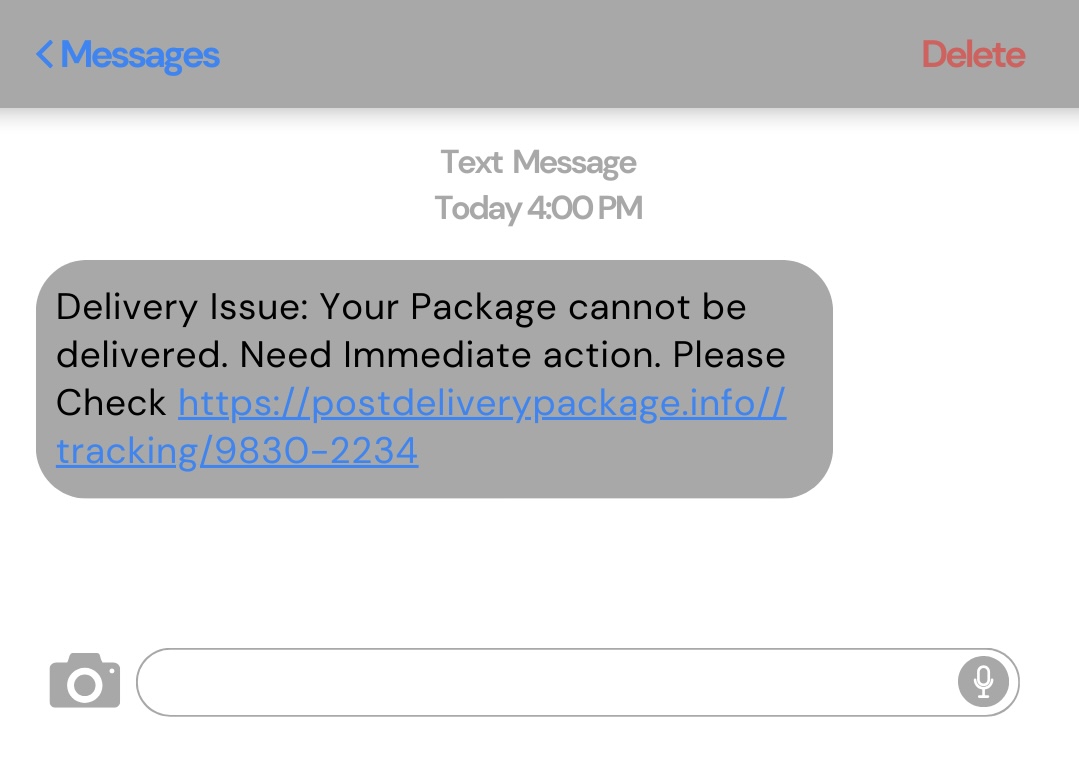 Messages
Delete
Text Message
Today 4:00 PM
Delivery Issue: Your Package cannot be
delivered. Need Immediate action. Please
Check https://postdeliverypackage.info//
tracking/9830-2234